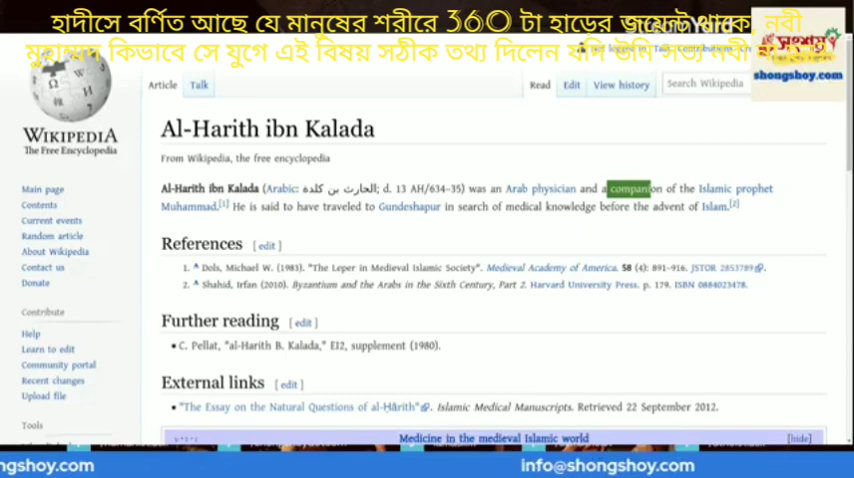 হাদীসে বর্ণিত আছে যে মানুষের শরীরে 360 টা হাড়ের জয়েন্ট থাকে। নবী
মুহাম্মদ কিভাবে সে যুগে এই বিষয় সঠীক তথ্য দিলেন যদি উনি সত্য নবী
সংশয়
shongshoy.com
WIKIPEDIA
The Free Encyclopedia
Article Talk Read Edit View history Search Wikipedia
Al-Harith ibn Kalada
From Wikipedia, the free encyclopedia
Al-Harith ibn Kalada (Arabic: الحارث بن كلدة; d. 13 AH/634–35) was an Arab physician and a companion of the Islamic prophet
Muhammad.[1] He is said to have traveled to Gundeshapur in search of medical knowledge before the advent of Islam.[2]
References [ edit ]
1. ^ Dols, Michael W. (1983). "The Leper in Medieval Islamic Society". Medieval Academy of America. 58 (4): 891–916. JSTOR 2853789.
2. ^ Shahid, Irfan (2010). Byzantium and the Arabs in the Sixth Century, Part 2. Harvard University Press. p. 179. ISBN 0884023478.
Further reading [ edit ]
• C. Pellat, "al-Harith B. Kalada," EI2, supplement (1980).
External links [ edit ]
• "The Essay on the Natural Questions of al-Ḥārith". Islamic Medical Manuscripts. Retrieved 22 September 2012.
V·T·E Medicine in the medieval Islamic world [hide]
Main page
Contents
Current events
Random article
About Wikipedia
Contact us
Donate
Contribute
Help
Learn to edit
Community portal
Recent changes
Upload file
Tools
ngshoy.com info@shongshoy.com